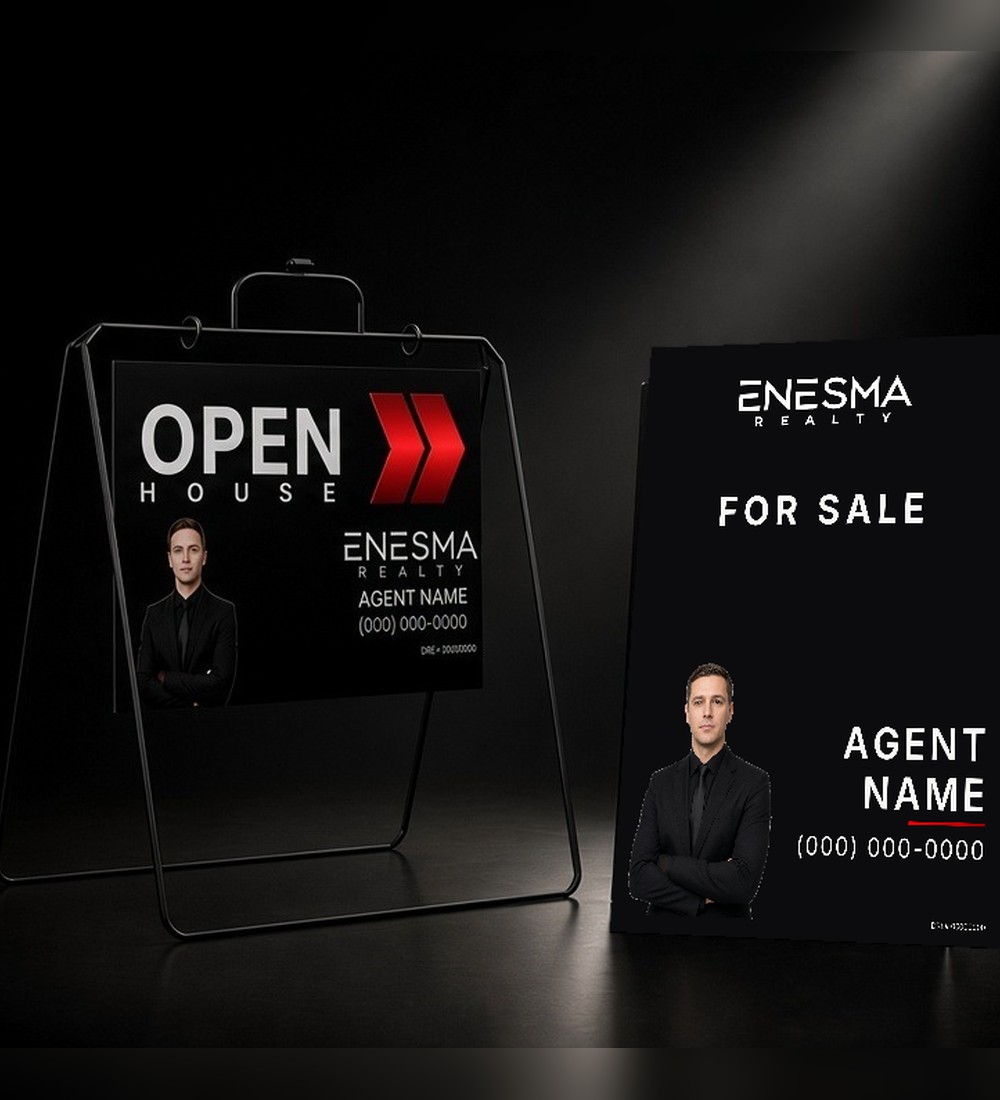 OPEN
HOUSE
ENESMA
REALTY
AGENT NAME
(000) 000-0000
ENESMA
REALTY
FOR SALE
AGENT
NAME
(000) 000-0000